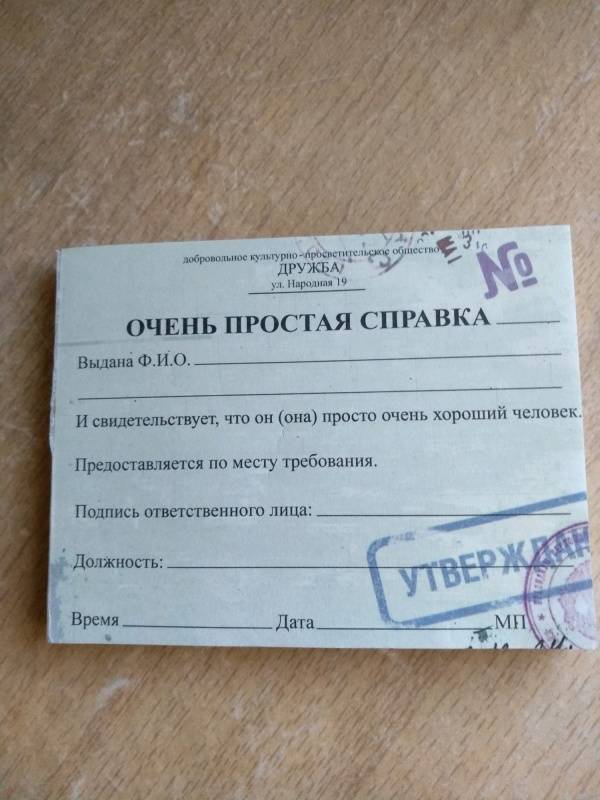 добровольное культурно-просветительское общество
ДРУЖБА
ул. Народная 19
№
ОЧЕНЬ ПРОСТАЯ СПРАВКА
Выдана Ф.И.О.
И свидетельствует, что он (она) просто очень хороший человек.
Предоставляется по месту требования.
Подпись ответственного лица:
Должность:
УТВЕРЖДАЮ
Время Дата МП